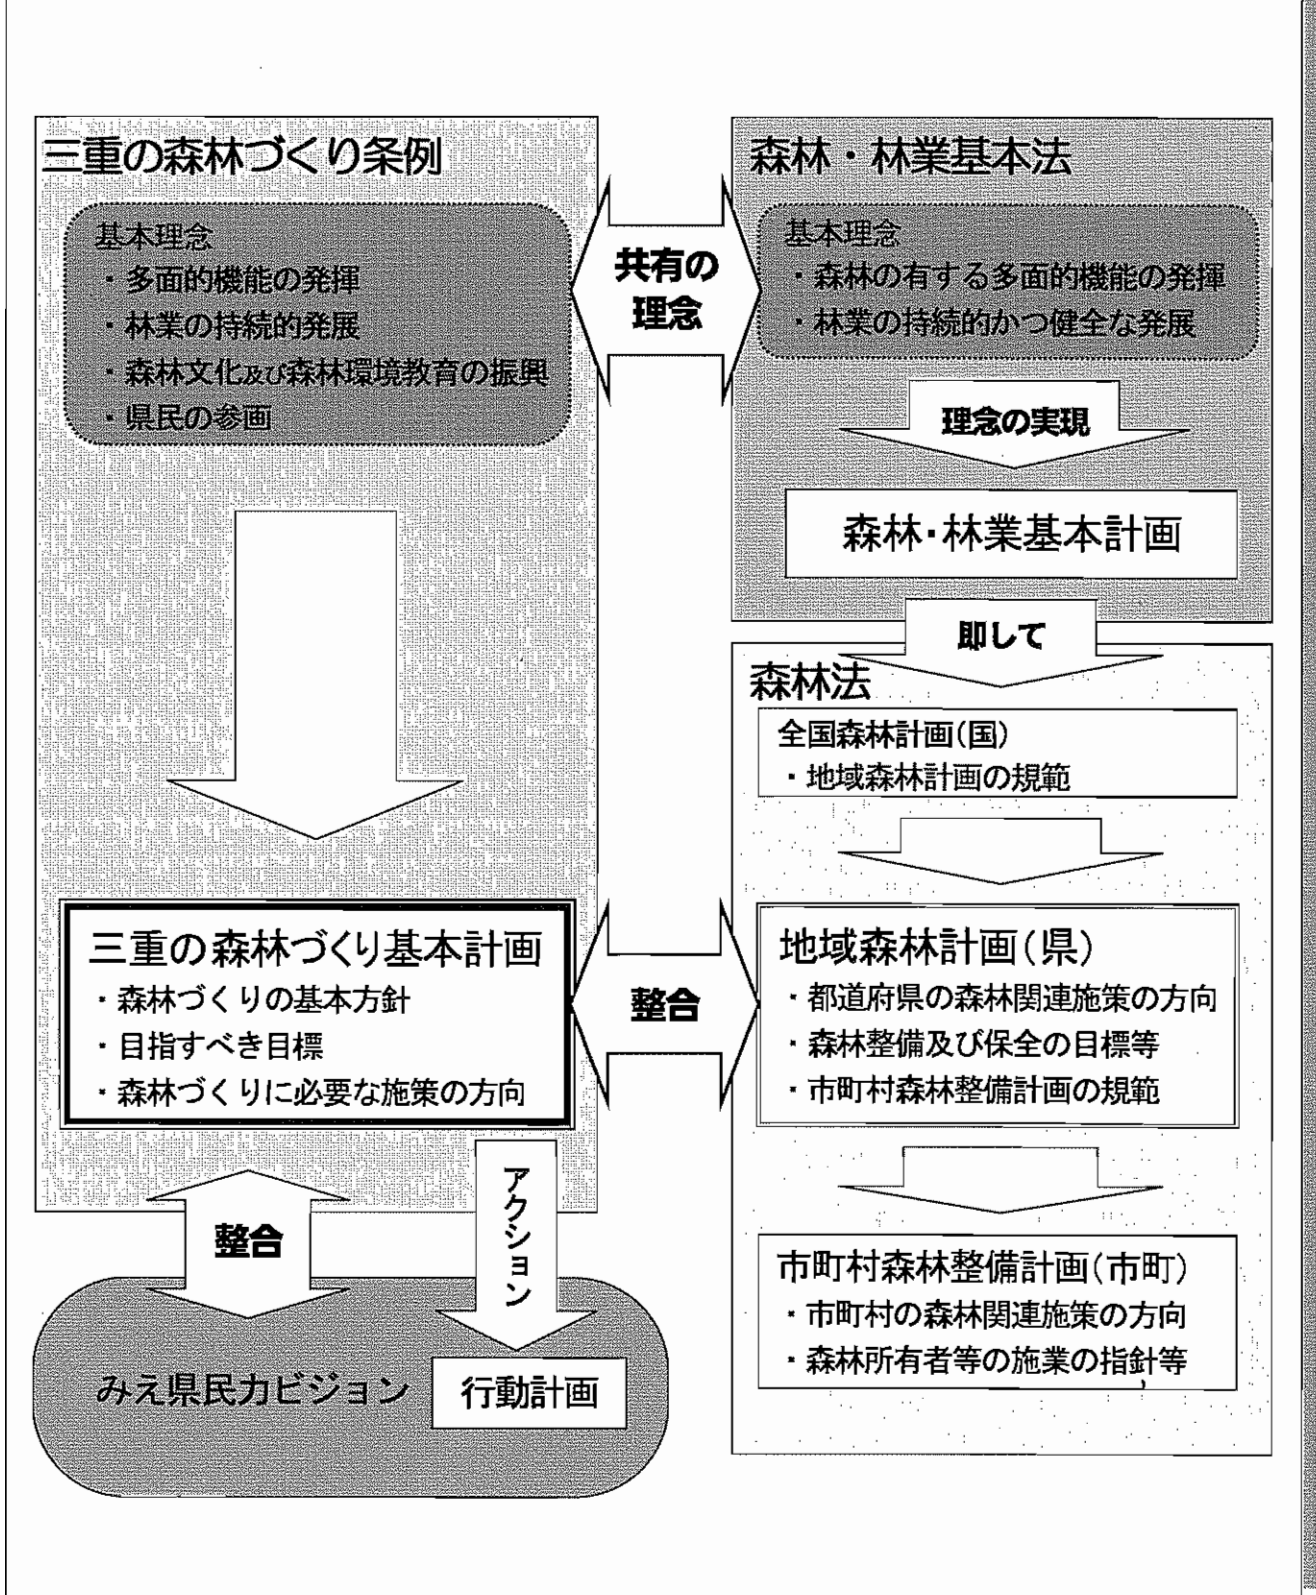 三重の森林づくり条例
基本理念
・多面的機能の発揮
・林業の持続的発展
・森林文化及び森林環境教育の振興
・県民の参画
共有の
理念
森林・林業基本法
基本理念
・森林の有する多面的機能の発揮
・林業の持続的かつ健全な発展
理念の実現
森林・林業基本計画
即して
森林法
全国森林計画(国)
・地域森林計画の規範
三重の森林づくり基本計画
・森林づくりの基本方針
・目指すべき目標
・森林づくりに必要な施策の方向
整合
地域森林計画(県)
・都道府県の森林関連施策の方向
・森林整備及び保全の目標等
・市町村森林整備計画の規範
整合
アクション
みえ県民力ビジョン
行動計画
市町村森林整備計画(市町)
・市町村の森林関連施策の方向
・森林所有者等の施業の指針等